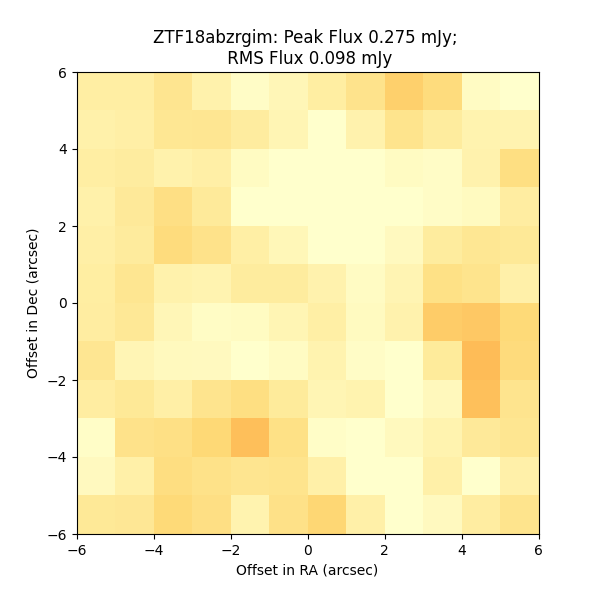 ZTF18abzrgim: Peak Flux 0.275 mJy;
RMS Flux 0.098 mJy
6
4
2
0
−2
−4
−6
Offset in Dec (arcsec)
−6 −4 −2 0 2 4 6
Offset in RA (arcsec)